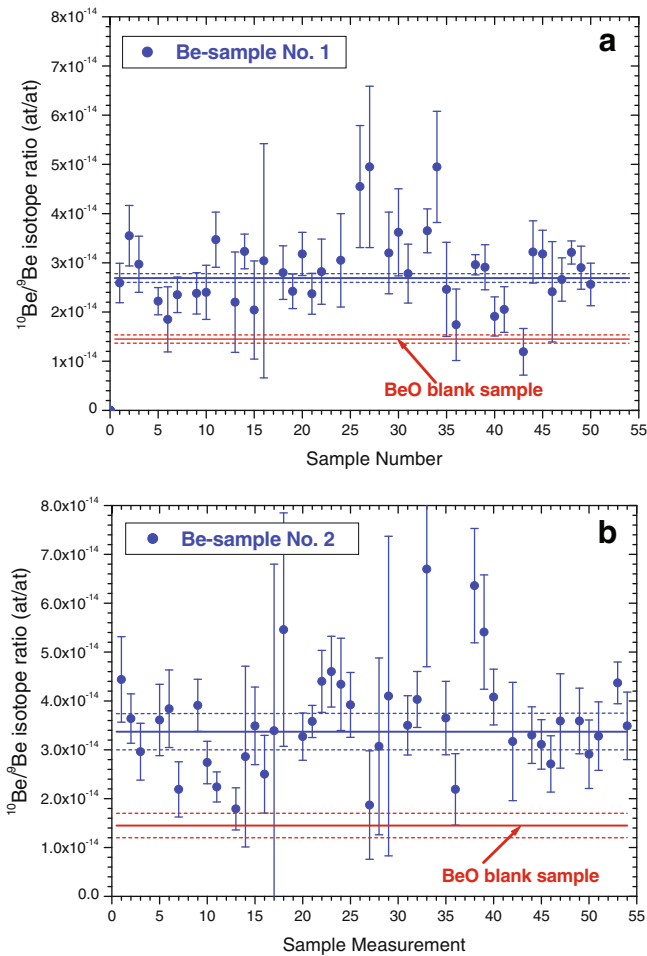 8x10⁻¹⁴
7x10⁻¹⁴
6x10⁻¹⁴
5x10⁻¹⁴
4x10⁻¹⁴
3x10⁻¹⁴
2x10⁻¹⁴
1x10⁻¹⁴
0
¹⁰Be/⁹Be isotope ratio (at/at)
Be-sample No. 1
a
BeO blank sample
0 5 10 15 20 25 30 35 40 45 50 55
Sample Number
8.0x10⁻¹⁴
7.0x10⁻¹⁴
6.0x10⁻¹⁴
5.0x10⁻¹⁴
4.0x10⁻¹⁴
3.0x10⁻¹⁴
2.0x10⁻¹⁴
1.0x10⁻¹⁴
0.0
¹⁰Be/⁹Be isotope ratio (at/at)
Be-sample No. 2
b
BeO blank sample
0 5 10 15 20 25 30 35 40 45 50 55
Sample Measurement